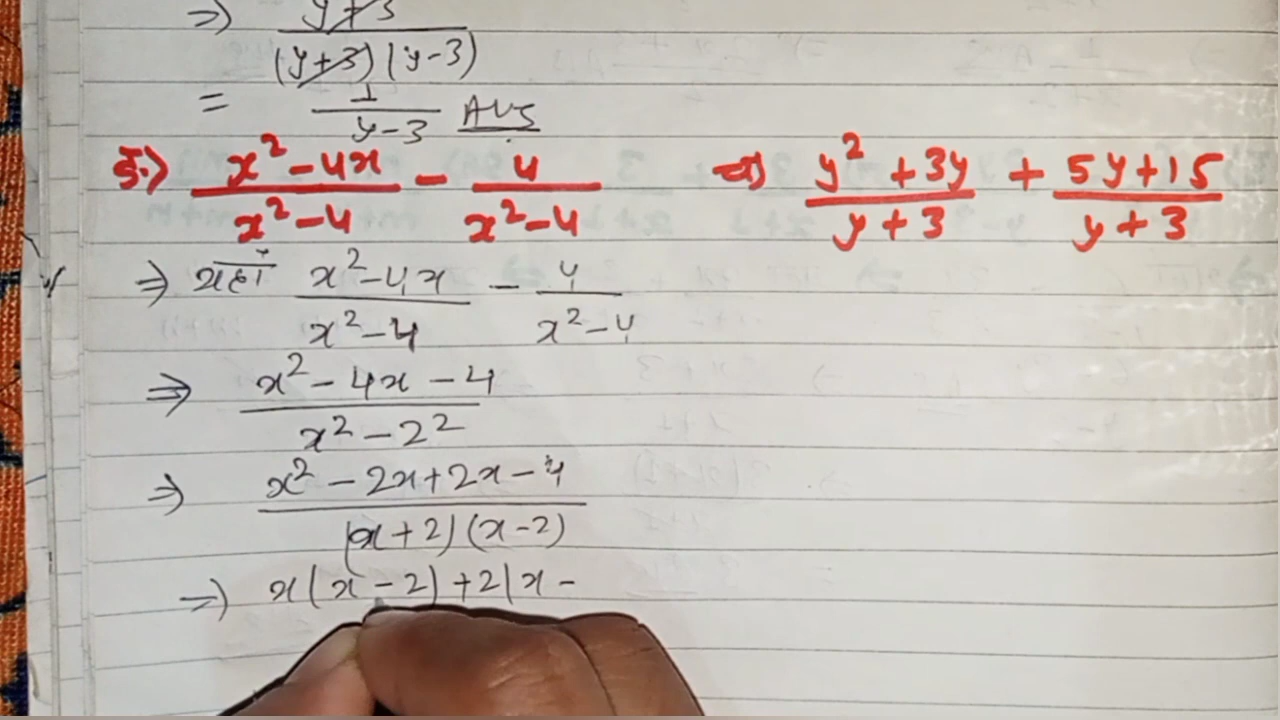 ⇒ y+3
(y+3)(y-3)
= 1
y-3 Ans
x²-4x / x²-4 - 4 / x²-4
y²+3y / y+3 + 5y+15 / y+3
⇒ x²-4x / x²-4 - 4 / x²-4
⇒ x²-4x-4
x²-2²
⇒ x²-2x+2x-4
(x+2)(x-2)
⇒ x(x-2)+2(x-